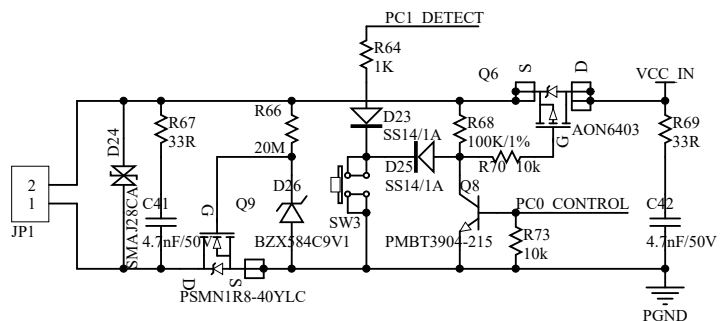 PC1_DETECT
R64
1K
Q6
S
D
VCC_IN
R67
33R
R66
20M
D23
SS14/1A
R68
100K/1%
G
AON6403
R69
33R
D24
SMAJ28CA
D25
SS14/1A
R70
10k
2
1
JP1
C41
4.7nF/50V
G
Q9
D26
BZX584C9V1
SW3
Q8
PMBT3904-215
PC0_CONTROL
R73
10k
C42
4.7nF/50V
D
S
PSMN1R8-40YLC
PGND